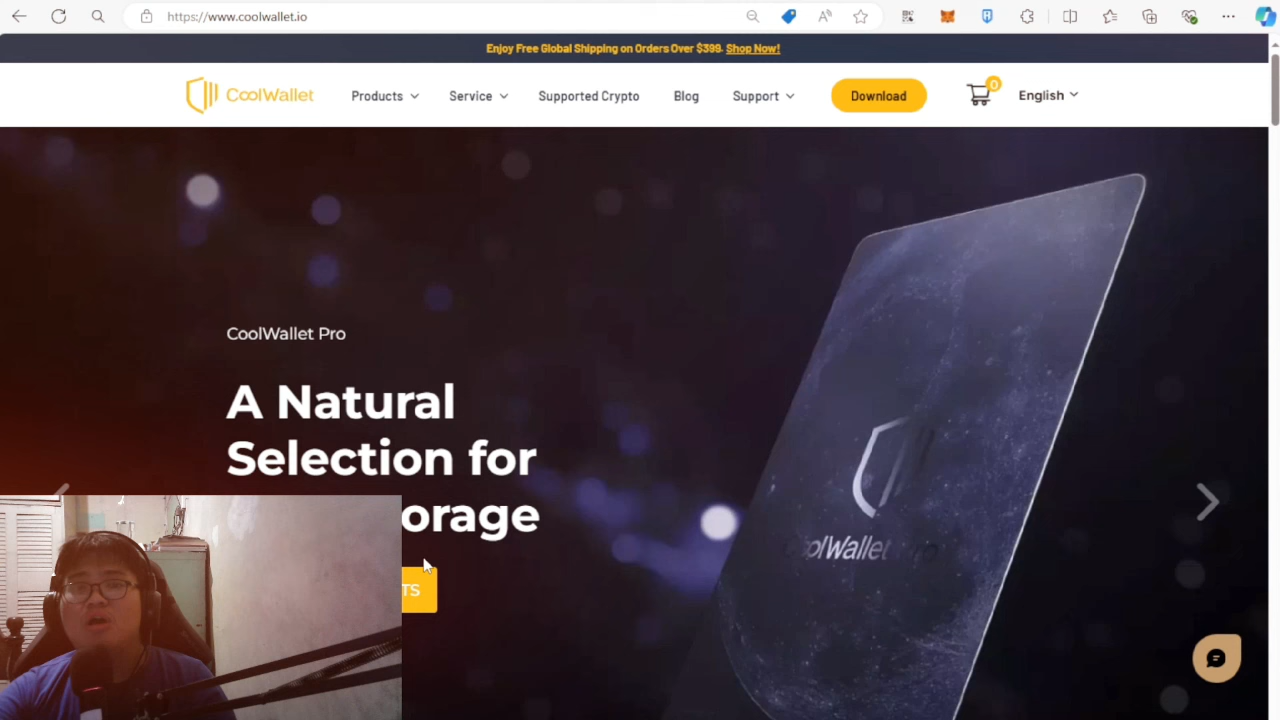 https://www.coolwallet.io
Enjoy Free Global Shipping on Orders Over $399. Shop Now!
CoolWallet
Products
Service
Supported Crypto
Blog
Support
Download
0
English
CoolWallet Pro
A Natural
Selection for
orage
TS